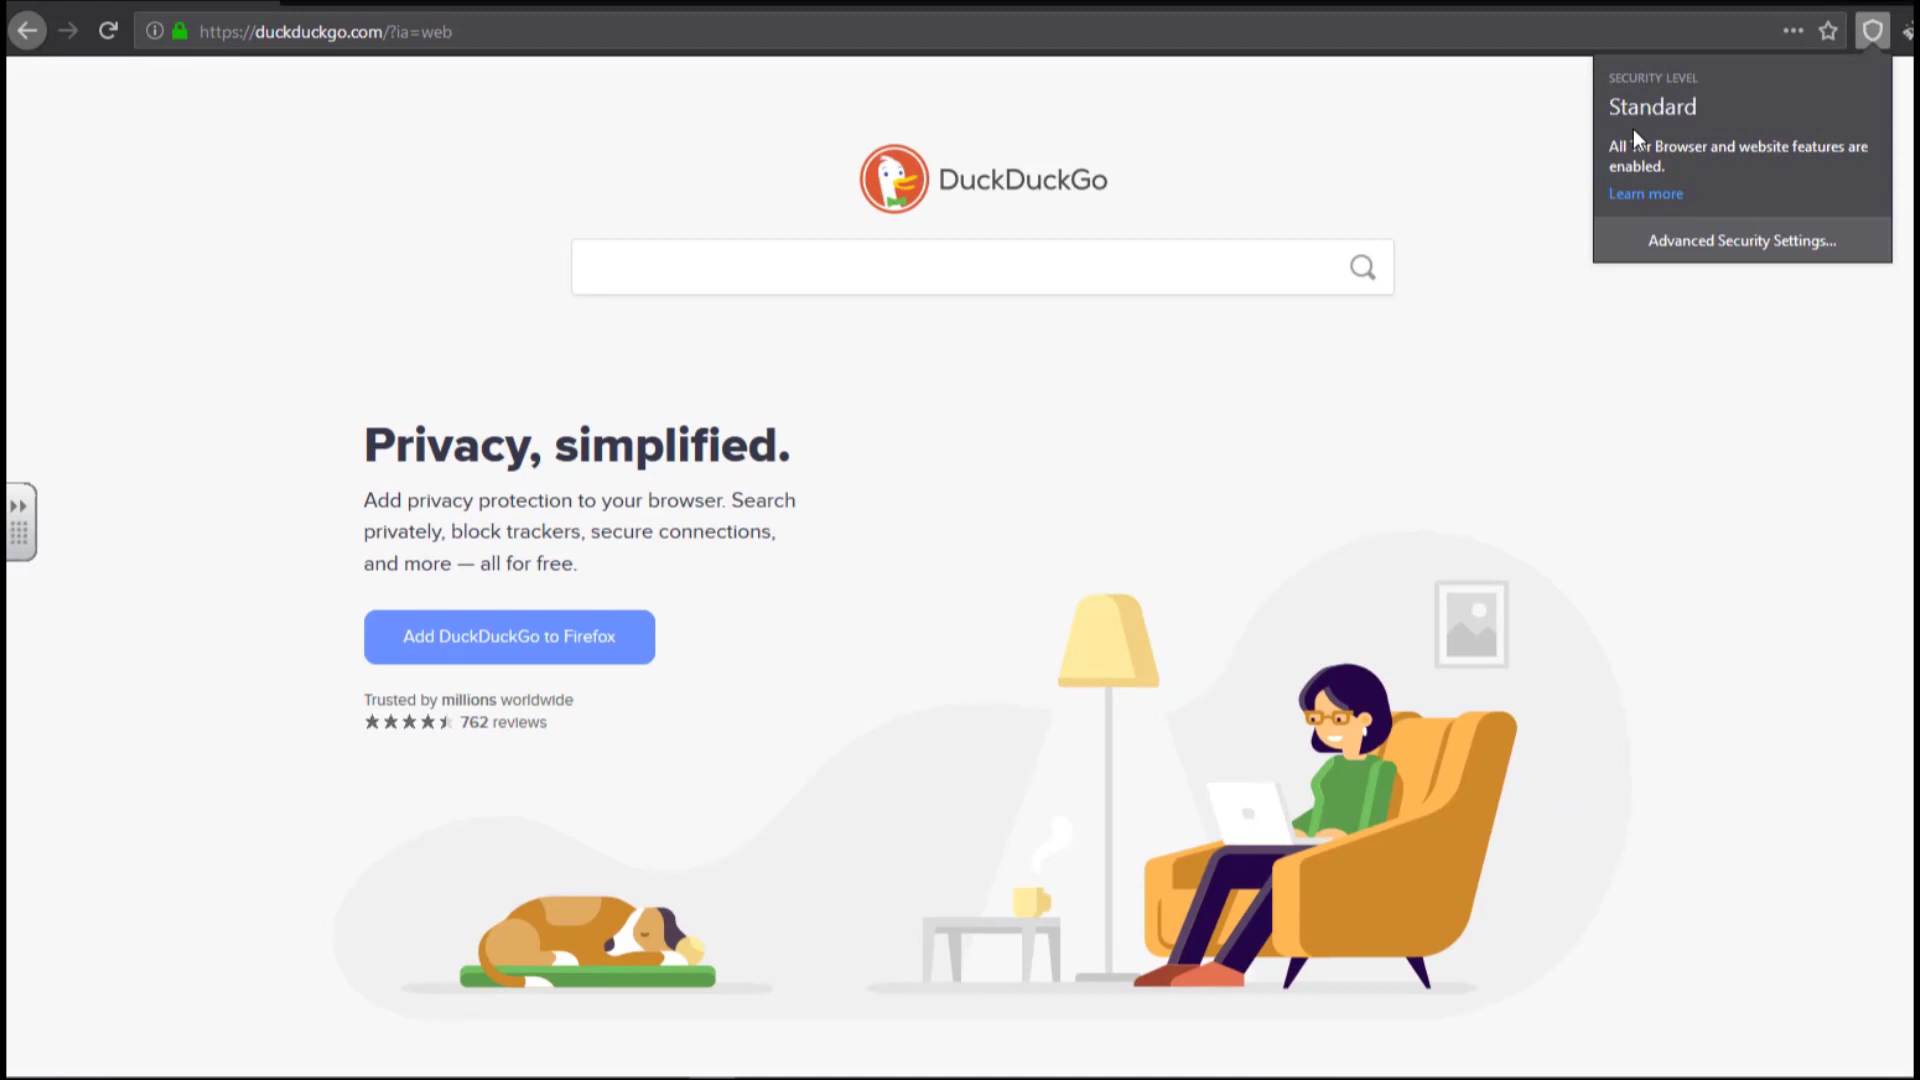 https://duckduckgo.com/?ia=web
SECURITY LEVEL
Standard
All Tor Browser and website features are
enabled.
Learn more
Advanced Security Settings...
DuckDuckGo
Privacy, simplified.
Add privacy protection to your browser. Search
privately, block trackers, secure connections,
and more — all for free.
Add DuckDuckGo to Firefox
Trusted by millions worldwide
762 reviews